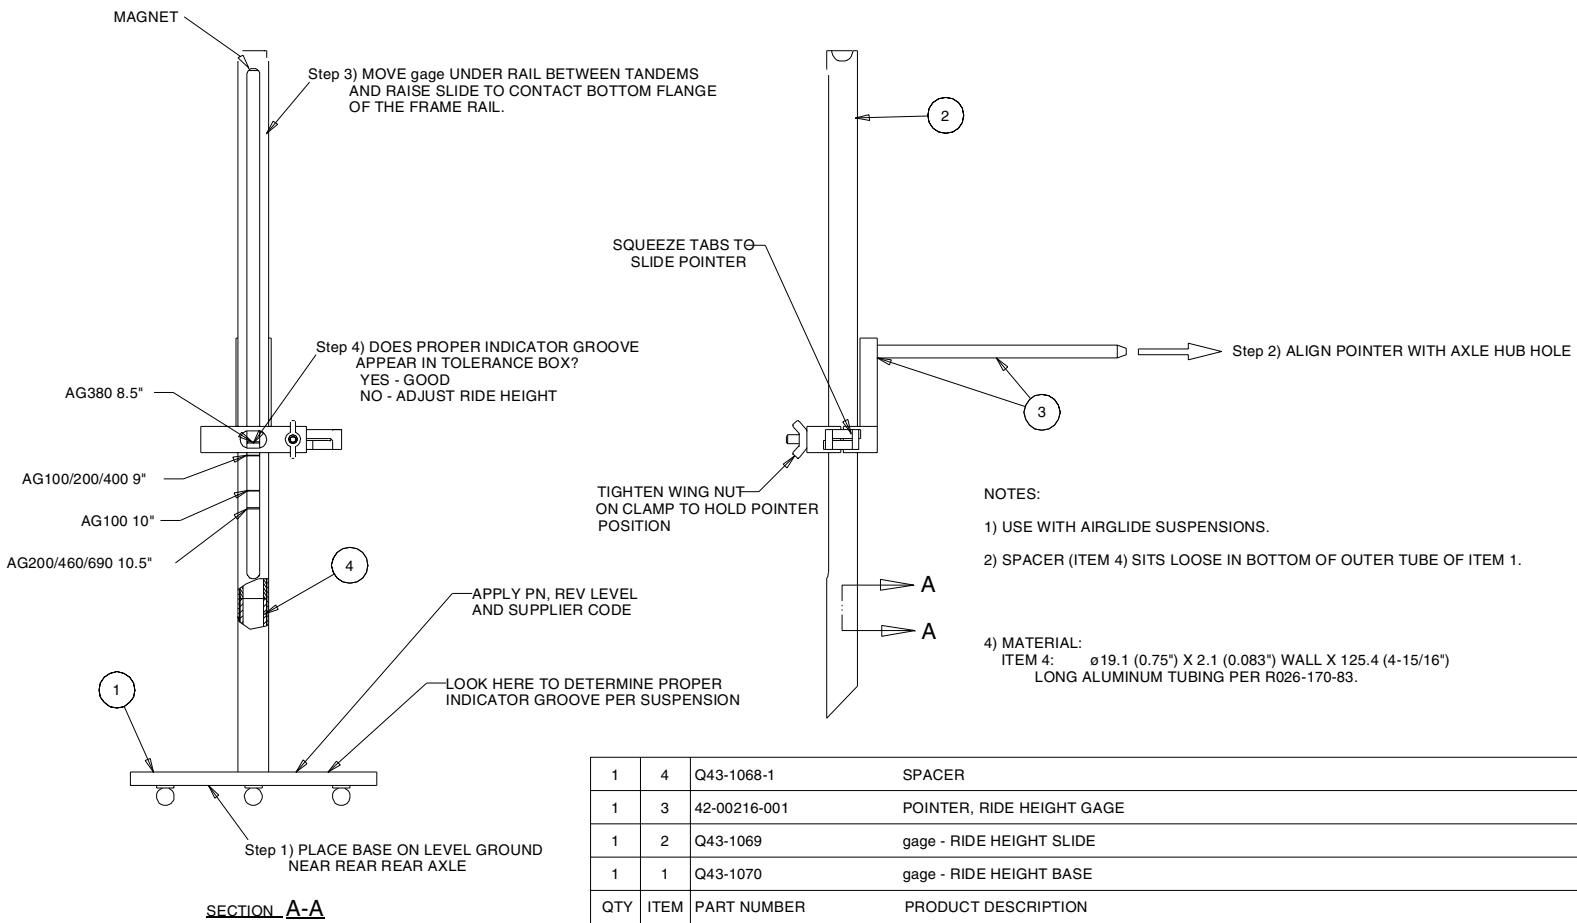 MAGNET
Step 3) MOVE gage UNDER RAIL BETWEEN TANDEMS
AND RAISE SLIDE TO CONTACT BOTTOM FLANGE
OF THE FRAME RAIL.
2
SQUEEZE TABS TO
SLIDE POINTER
Step 4) DOES PROPER INDICATOR GROOVE
APPEAR IN TOLERANCE BOX?
YES - GOOD
NO - ADJUST RIDE HEIGHT
Step 2) ALIGN POINTER WITH AXLE HUB HOLE
3
AG380 8.5"
AG100/200/400 9"
AG100 10"
AG200/460/690 10.5"
TIGHTEN WING NUT
ON CLAMP TO HOLD POINTER
POSITION
NOTES:
1) USE WITH AIRGLIDE SUSPENSIONS.
2) SPACER (ITEM 4) SITS LOOSE IN BOTTOM OF OUTER TUBE OF ITEM 1.
4
A
A
APPLY PN, REV LEVEL
AND SUPPLIER CODE
4) MATERIAL:
ITEM 4: ø19.1 (0.75") X 2.1 (0.083") WALL X 125.4 (4-15/16")
LONG ALUMINUM TUBING PER R026-170-83.
1
LOOK HERE TO DETERMINE PROPER
INDICATOR GROOVE PER SUSPENSION
Step 1) PLACE BASE ON LEVEL GROUND
NEAR REAR REAR AXLE
SECTION A-A
1 4 Q43-1068-1 SPACER
1 3 42-00216-001 POINTER, RIDE HEIGHT GAGE
1 2 Q43-1069 gage - RIDE HEIGHT SLIDE
1 1 Q43-1070 gage - RIDE HEIGHT BASE
QTY ITEM PART NUMBER PRODUCT DESCRIPTION